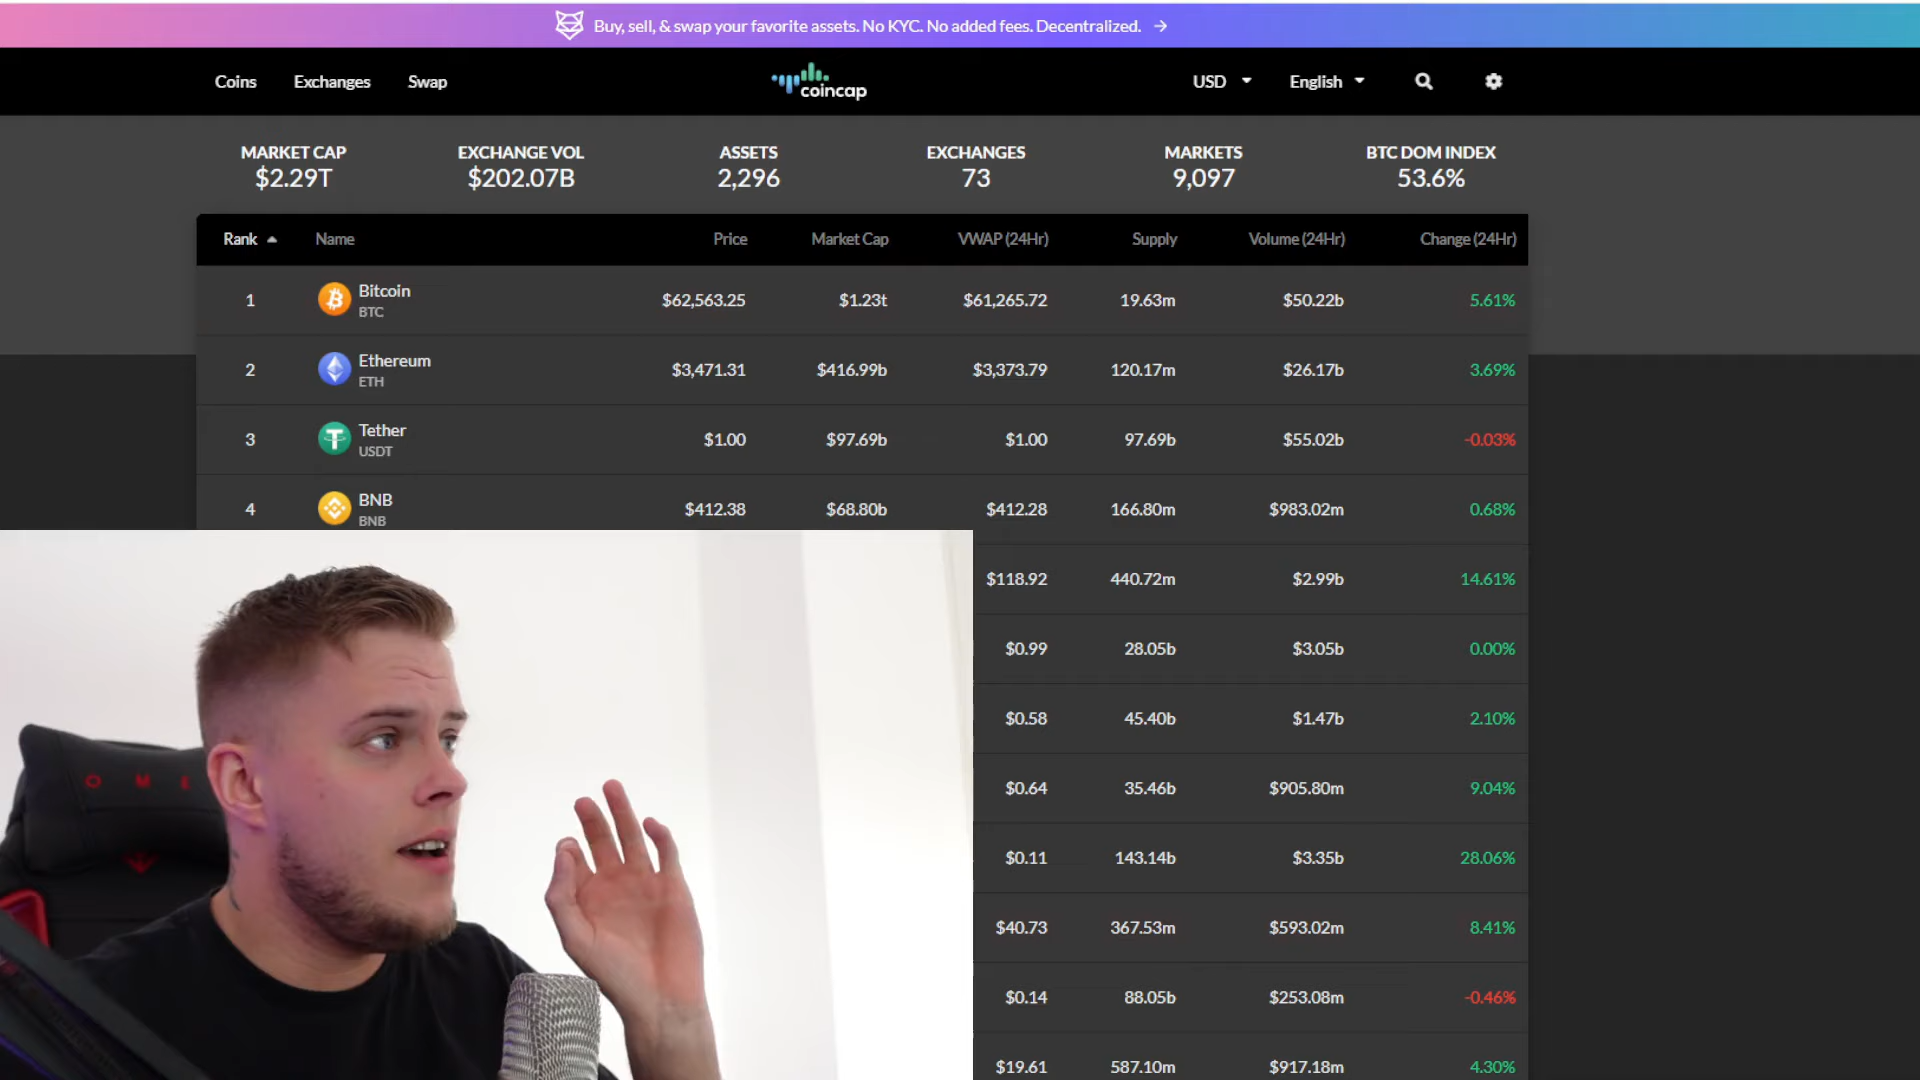 Buy, sell, & swap your favorite assets. No KYC. No added fees. Decentralized. →
Coins Exchanges Swap coincap USD English
MARKET CAP EXCHANGE VOL ASSETS EXCHANGES MARKETS BTC DOM INDEX
$2.29T $202.07B 2,296 73 9,097 53.6%
Rank Name Price Market Cap VWAP (24Hr) Supply Volume (24Hr) Change (24Hr)
1 Bitcoin $62,563.25 $1.23t $61,265.72 19.63m $50.22b 5.61%
BTC
2 Ethereum $3,471.31 $416.99b $3,373.79 120.17m $26.17b 3.69%
ETH
3 Tether $1.00 $97.69b $1.00 97.69b $55.02b -0.03%
USDT
4 BNB $412.38 $68.80b $412.28 166.80m $983.02m 0.68%
BNB
$118.92 440.72m $2.99b 14.61%
$0.99 28.05b $3.05b 0.00%
$0.58 45.40b $1.47b 2.10%
$0.64 35.46b $905.80m 9.04%
$0.11 143.14b $3.35b 28.06%
$40.73 367.53m $593.02m 8.41%
$0.14 88.05b $253.08m -0.46%
$19.61 587.10m $917.18m 4.30%
O M E